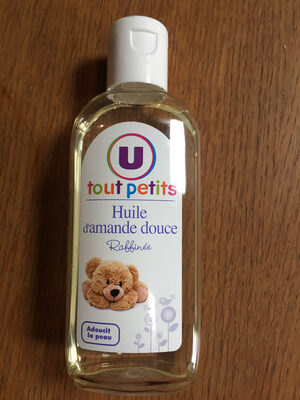 U
tout petits
Huile
d'amande douce
Raffinée
Adoucit
la peau